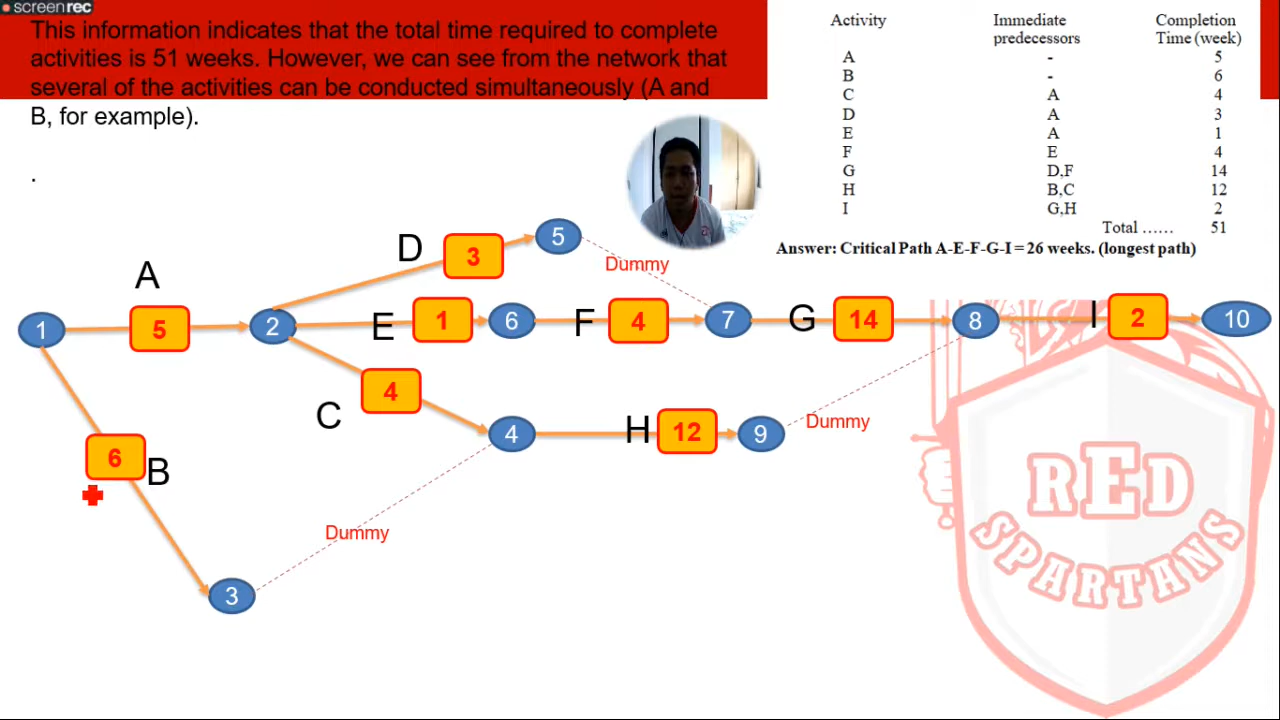 screenrec
This information indicates that the total time required to complete
activities is 51 weeks. However, we can see from the network that
several of the activities can be conducted simultaneously (A and
B, for example).
.
Activity Immediate predecessors Completion Time (week)
A - 5
B - 6
C A 4
D A 3
E A 1
F E 4
G D,F 14
H B,C 12
I G,H 2
Total ...... 51
Answer: Critical Path A-E-F-G-I = 26 weeks. (longest path)
D 3 5
Dummy
A
1 5 2 E 1 6 F 4 7 G 14 8 I 2 10
C 4
4 H 12 9
Dummy
6 B
Dummy
3
RED
SPARTANS